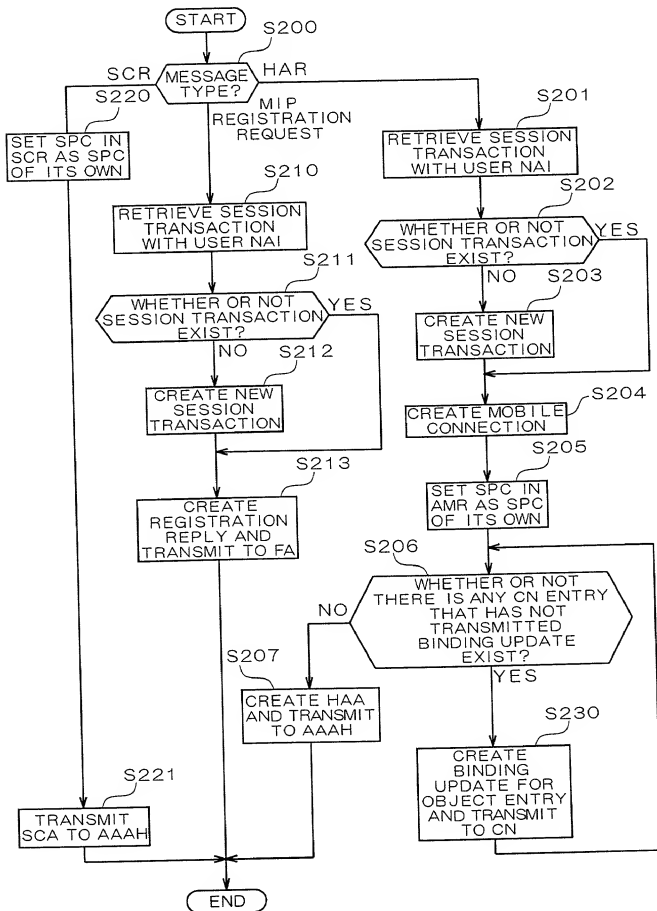 START
S200
MESSAGE
TYPE?
SCR
HAR
MIP
REGISTRATION
REQUEST
S220
SET SPC IN
SCR AS SPC
OF ITS OWN
S201
RETRIEVE SESSION
TRANSACTION
WITH USER NAI
S210
RETRIEVE SESSION
TRANSACTION
WITH USER NAI
S202
WHETHER OR NOT
SESSION TRANSACTION
EXIST?
YES
NO
S211
WHETHER OR NOT
SESSION TRANSACTION
EXIST?
YES
NO
S203
CREATE NEW
SESSION
TRANSACTION
S212
CREATE NEW
SESSION
TRANSACTION
S204
CREATE MOBILE
CONNECTION
S213
CREATE
REGISTRATION
REPLY AND
TRANSMIT TO FA
S205
SET SPC IN
AMR AS SPC
OF ITS OWN
S206
WHETHER OR NOT
THERE IS ANY CN ENTRY
THAT HAS NOT
TRANSMITTED
BINDING UPDATE
EXIST?
NO
YES
S207
CREATE HAA
AND TRANSMIT
TO AAAH
S230
CREATE
BINDING
UPDATE FOR
OBJECT ENTRY
AND TRANSMIT
TO CN
S221
TRANSMIT
SCA TO AAAH
END